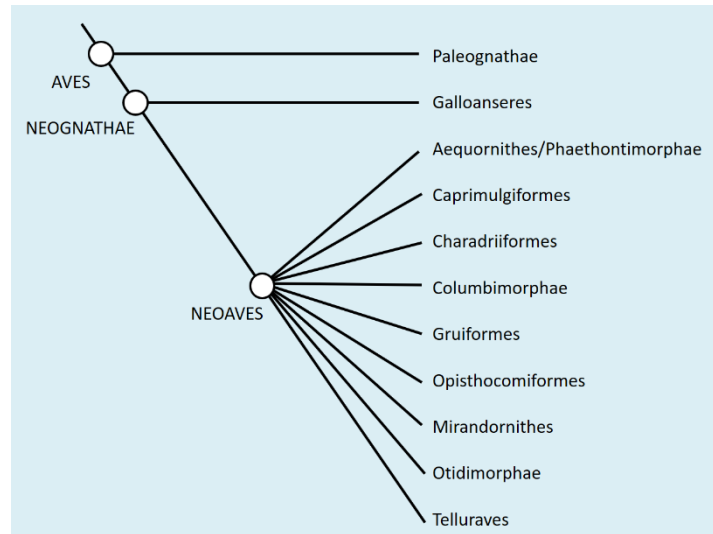 Paleognathae
AVES
Galloanseres
NEOGNATHAE
Aequornithes/Phaethontimorphae
Caprimulgiformes
Charadriiformes
Columbimorphae
NEOAVES
Gruiformes
Opisthocomiformes
Mirandornithes
Otidimorphae
Telluraves